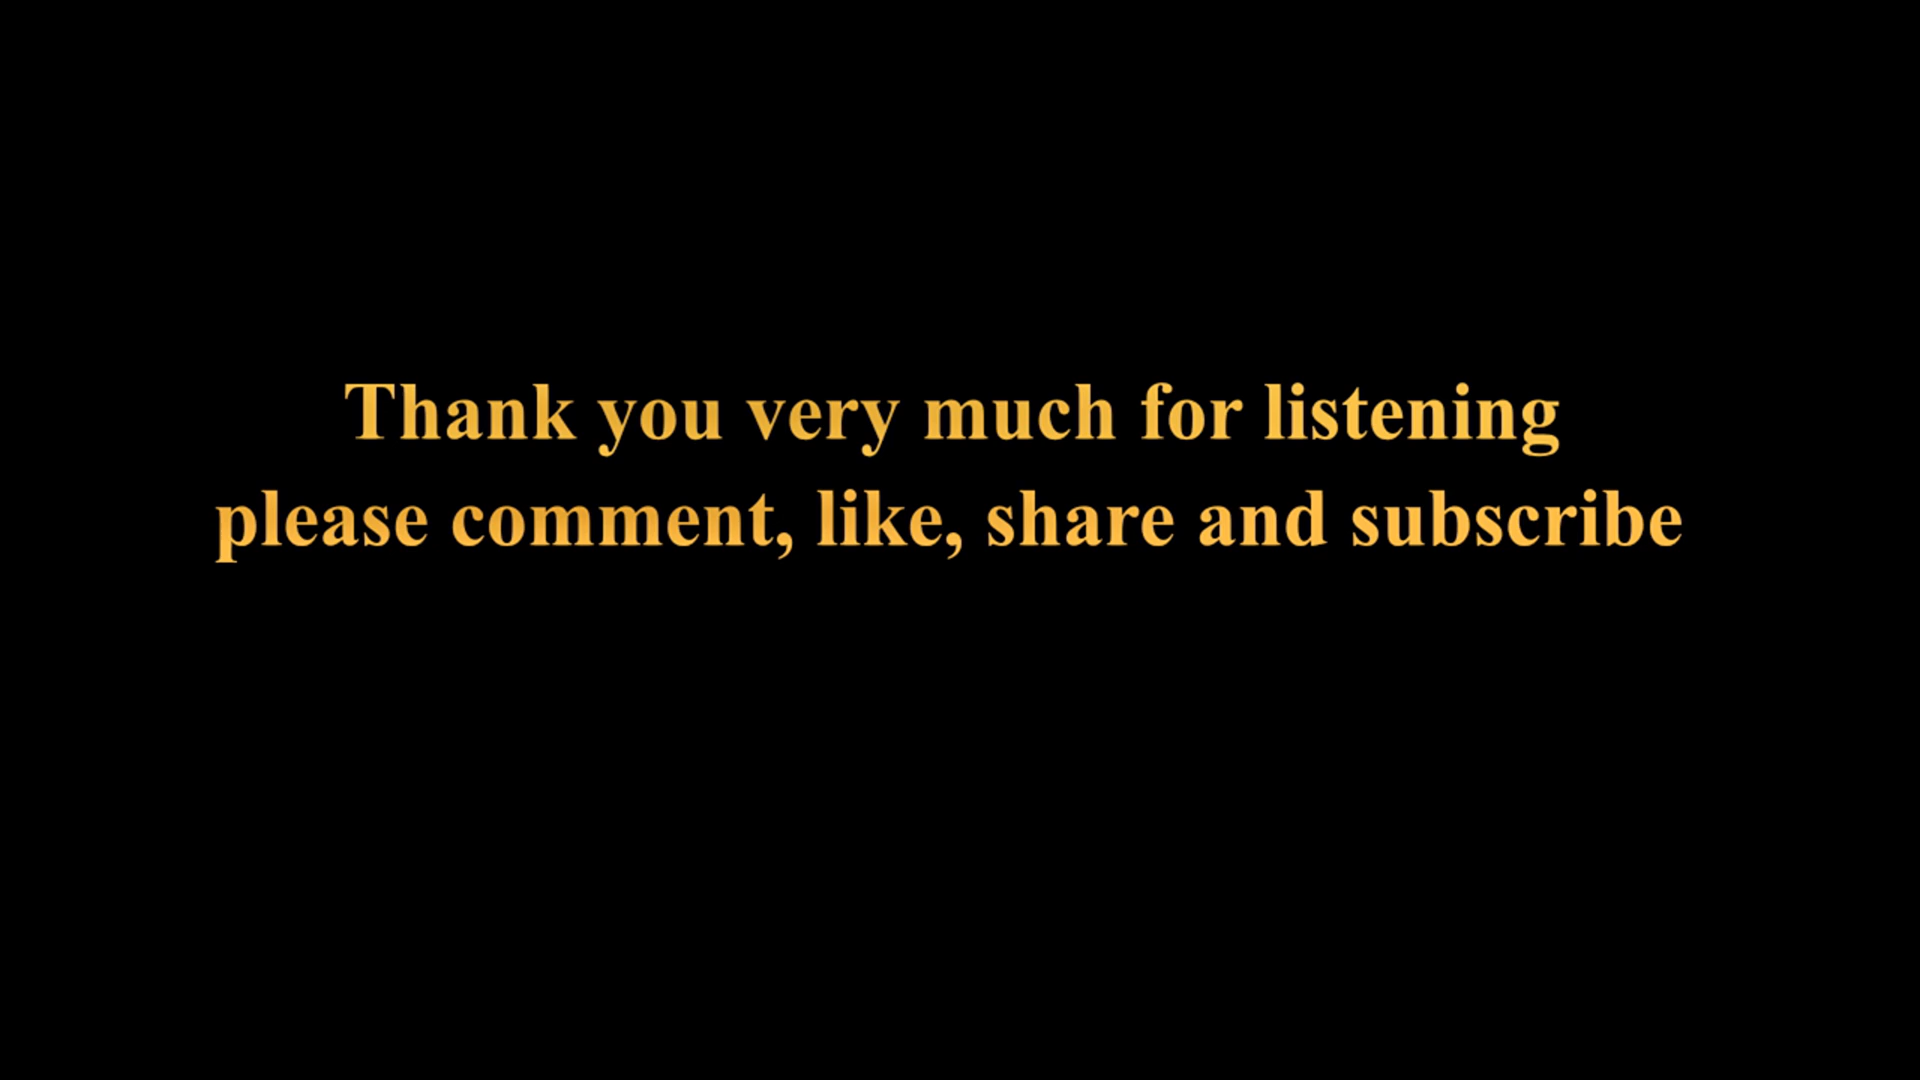 Thank you very much for listening
please comment, like, share and subscribe